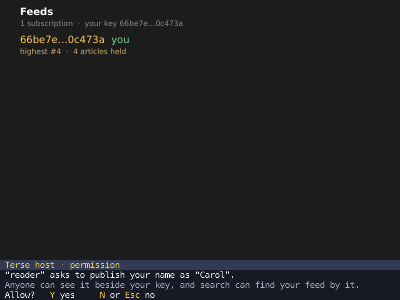 Feeds
1 subscription · your key 66be7e…0c473a
66be7e…0c473a you
highest #4 · 4 articles held
Terse host · permission
“reader” asks to publish your name as “Carol”.
Anyone can see it beside your key, and search can find your feed by it.
Allow? Y yes N or Esc no